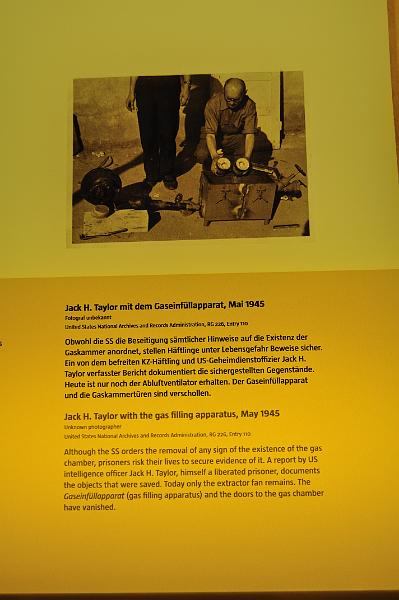 Jack H. Taylor mit dem Gaseinfüllapparat, Mai 1945
Fotograf unbekannt
United States National Archives and Records Administration, RG 226, Entry 110
Obwohl die SS die Beseitigung sämtlicher Hinweise auf die Existenz der
Gaskammer anordnet, stellen Häftlinge unter Lebensgefahr Beweise sicher.
Ein von dem befreiten KZ-Häftling und US-Geheimdienstoffizier Jack H.
Taylor verfasster Bericht dokumentiert die sichergestellten Gegenstände.
Heute ist nur noch der Abluftventilator erhalten. Der Gaseinfüllapparat
und die Gaskammertüren sind verschollen.
Jack H. Taylor with the gas filling apparatus, May 1945
Unknown photographer
United States National Archives and Records Administration, RG 226, Entry 110
Although the SS orders the removal of any sign of the existence of the gas
chamber, prisoners risk their lives to secure evidence of it. A report by US
intelligence officer Jack H. Taylor, himself a liberated prisoner, documents
the objects that were saved. Today only the extractor fan remains. The
Gaseinfüllapparat (gas filling apparatus) and the doors to the gas chamber
have vanished.